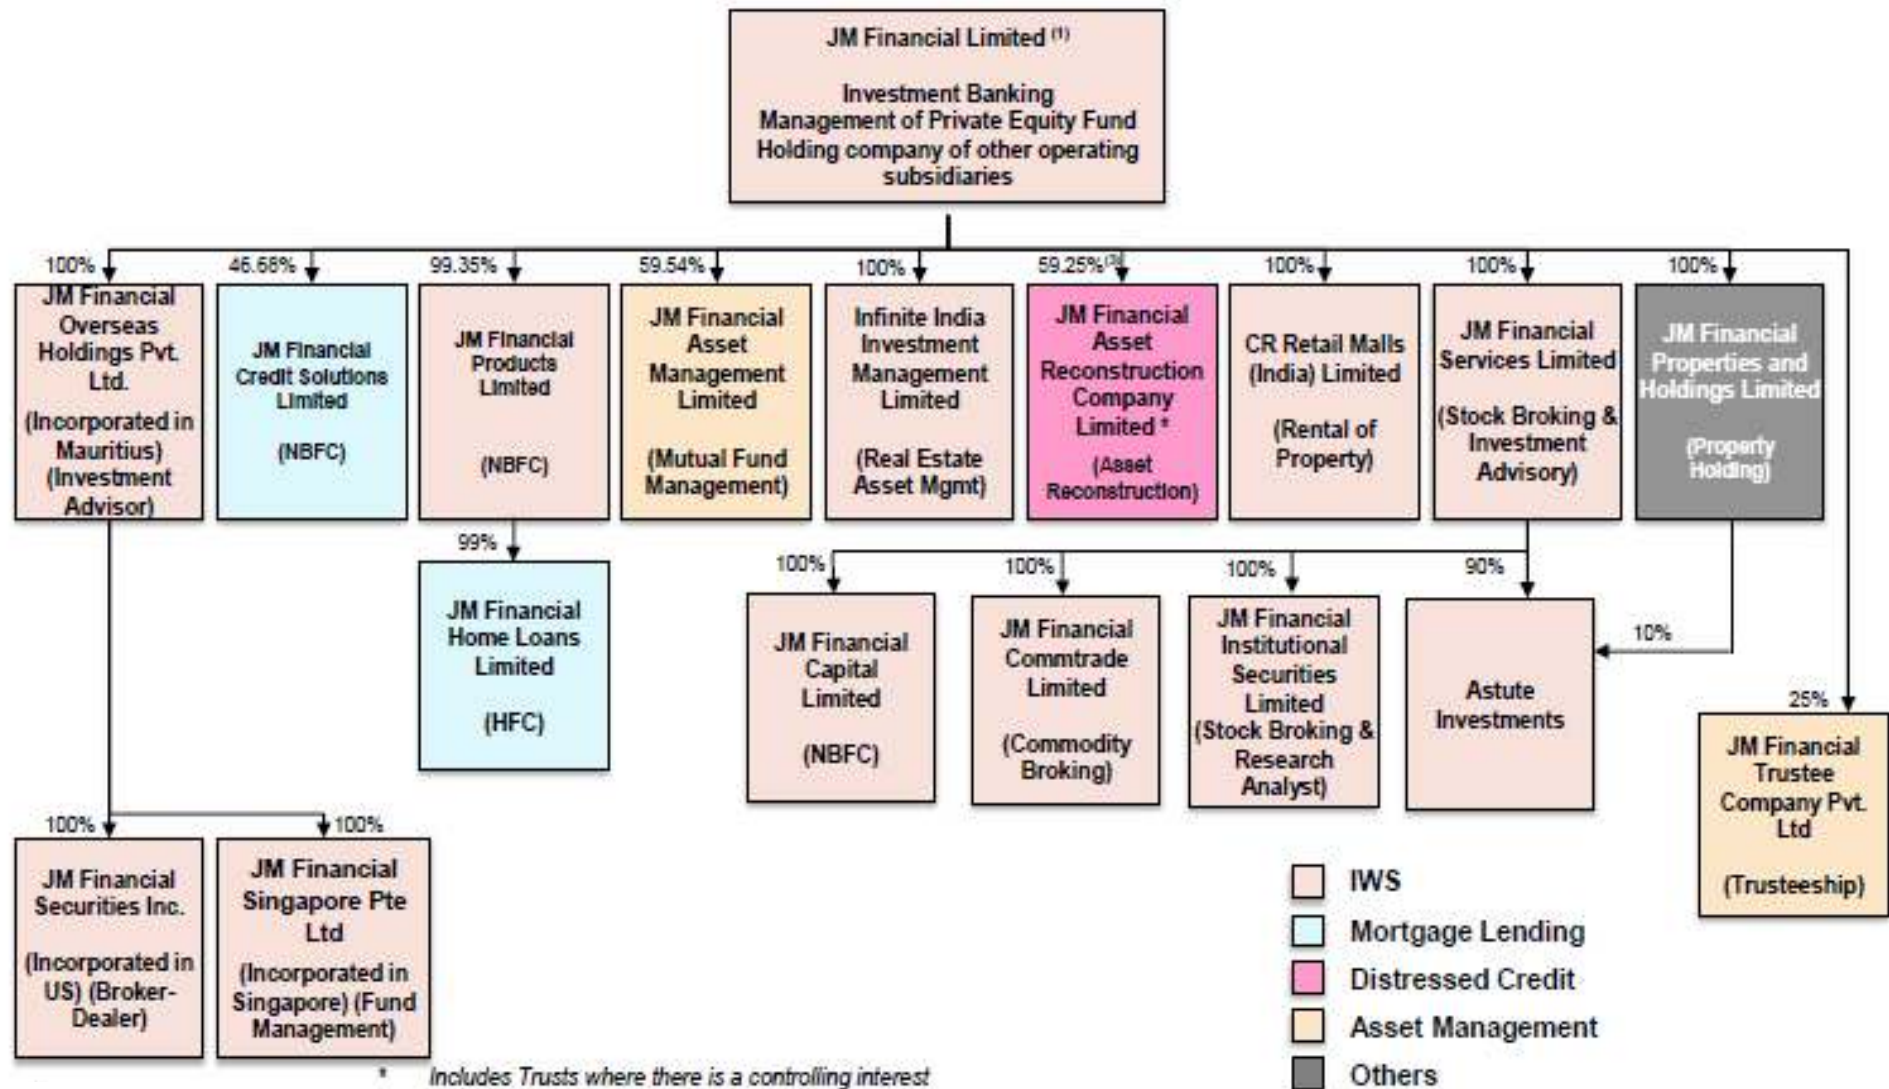 JM Financial Limited (1)
Investment Banking
Management of Private Equity Fund
Holding company of other operating
subsidiaries
100%
46.68%
99.35%
59.54%
100%
59.25%(3)
100%
100%
100%
JM Financial
Overseas
Holdings Pvt.
Ltd.
(Incorporated in
Mauritius)
(Investment
Advisor)
JM Financial
Credit Solutions
Limited
(NBFC)
JM Financial
Products
Limited
(NBFC)
JM Financial
Asset
Management
Limited
(Mutual Fund
Management)
Infinite India
Investment
Management
Limited
(Real Estate
Asset Mgmt)
JM Financial
Asset
Reconstruction
Company
Limited *
(Asset
Reconstruction)
CR Retail Malls
(India) Limited
(Rental of
Property)
JM Financial
Services Limited
(Stock Broking &
Investment
Advisory)
JM Financial
Properties and
Holdings Limited
(Property
Holding)
99%
100%
100%
100%
90%
10%
25%
JM Financial
Home Loans
Limited
(HFC)
JM Financial
Capital
Limited
(NBFC)
JM Financial
Commtrade
Limited
(Commodity
Broking)
JM Financial
Institutional
Securities
Limited
(Stock Broking &
Research
Analyst)
Astute
Investments
JM Financial
Trustee
Company Pvt.
Ltd
(Trusteeship)
100%
100%
JM Financial
Securities Inc.
(Incorporated in
US) (Broker-
Dealer)
JM Financial
Singapore Pte
Ltd
(Incorporated in
Singapore) (Fund
Management)
IWS
Mortgage Lending
Distressed Credit
Asset Management
Others
* Includes Trusts where there is a controlling interest